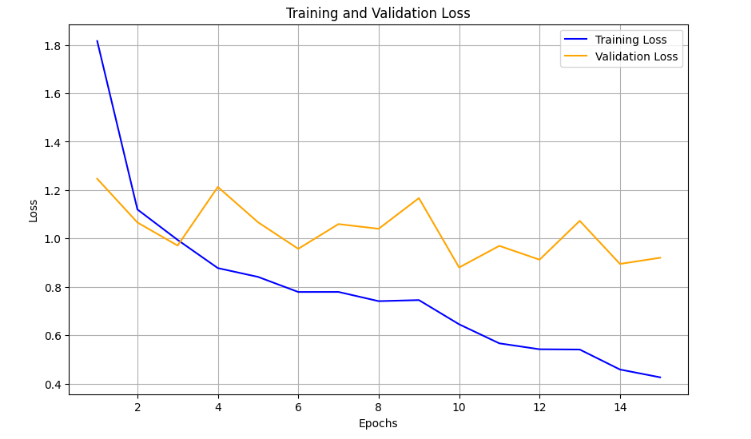 Training and Validation Loss
Training Loss
Validation Loss
Loss
1.8
1.6
1.4
1.2
1.0
0.8
0.6
0.4
2 4 6 8 10 12 14
Epochs